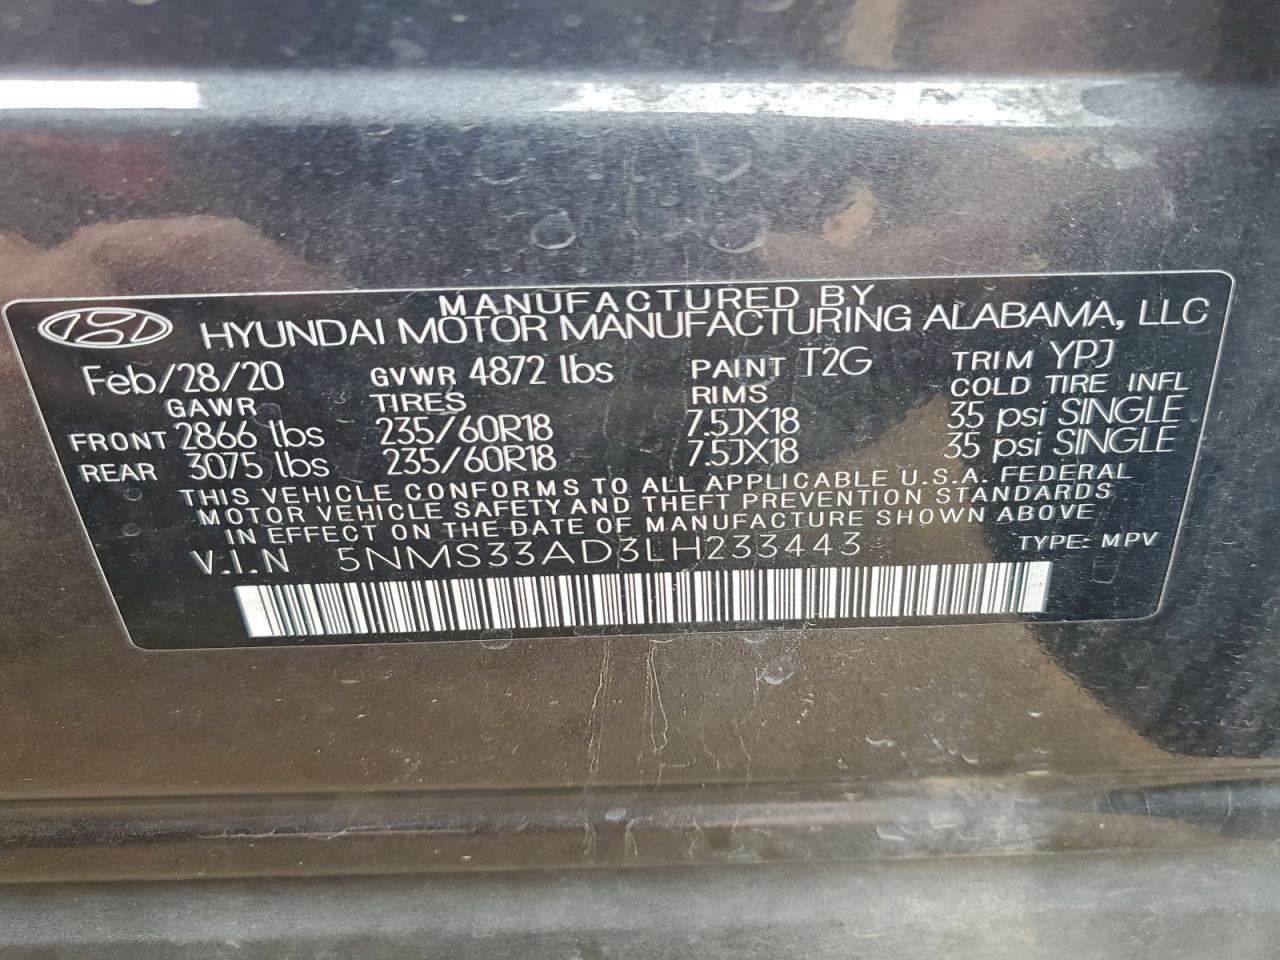 MANUFACTURED BY
HYUNDAI MOTOR MANUFACTURING ALABAMA, LLC
Feb/28/20 GVWR 4872 lbs PAINT T2G TRIM YPJ
GAWR TIRES RIMS COLD TIRE INFL
FRONT 2866 lbs 235/60R18 7.5JX18 35 psi SINGLE
REAR 3075 lbs 235/60R18 7.5JX18 35 psi SINGLE
THIS VEHICLE CONFORMS TO ALL APPLICABLE U.S.A. FEDERAL
MOTOR VEHICLE SAFETY AND THEFT PREVENTION STANDARDS
IN EFFECT ON THE DATE OF MANUFACTURE SHOWN ABOVE
V.I.N 5NMS33AD3LH233443 TYPE: MPV